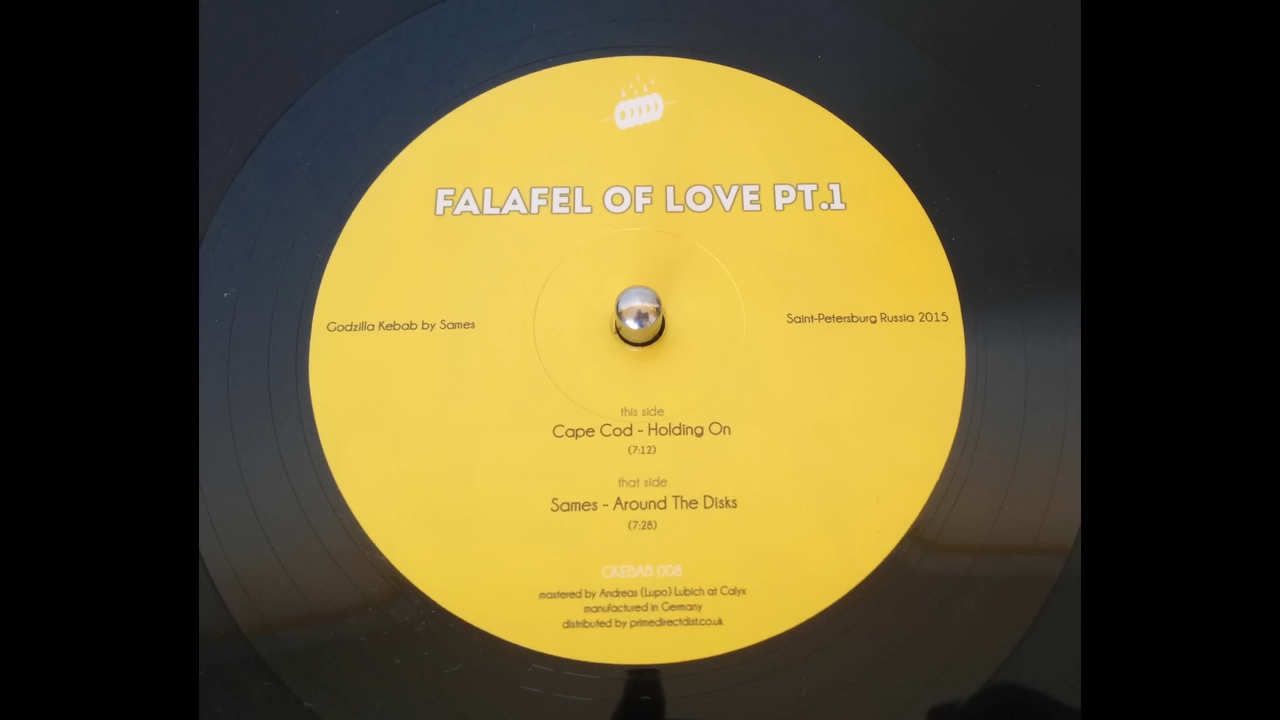 FALAFEL OF LOVE PT.1
Godzilla Kebab by Sames
Saint-Petersburg Russia 2015
this side
Cape Cod - Holding On
(7:12)
that side
Sames - Around The Disks
(7:28)
GKEBAB 008
mastered by Andreas (Lupo) Lubich at Calyx
manufactured in Germany
distributed by primedirectdist.co.uk